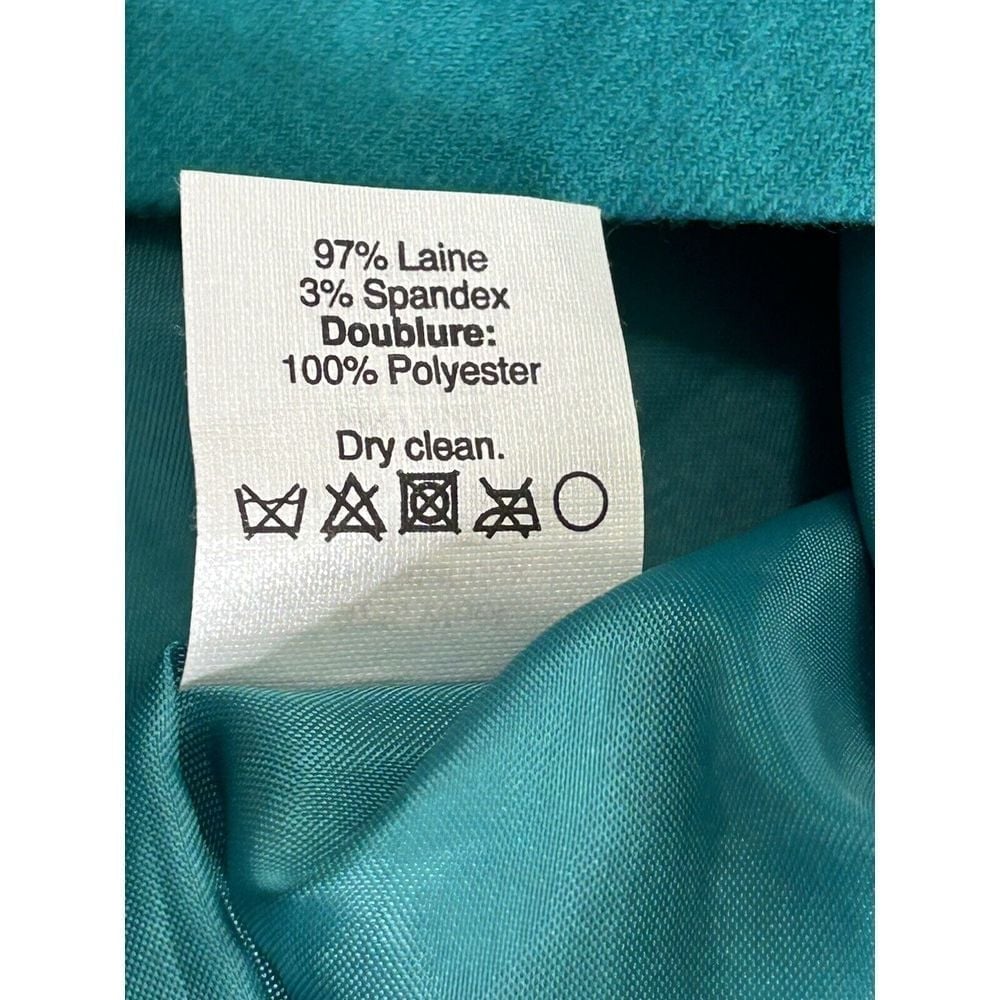 97% Laine
3% Spandex
Doublure:
100% Polyester
Dry clean.